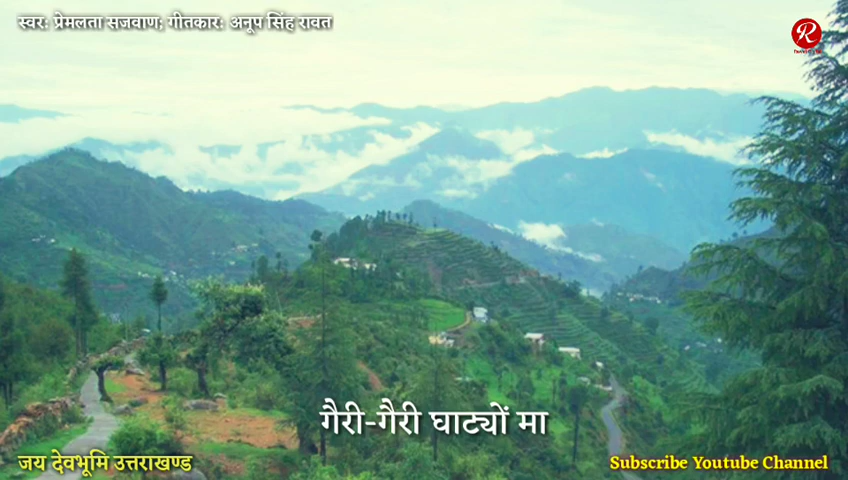 स्वर: प्रेमलता सजवाण; गीतकार: अनूप सिंह रावत
R
गैरी-गैरी घाट्यों मा
जय देवभूमि उत्तराखण्ड
Subscribe Youtube Channel